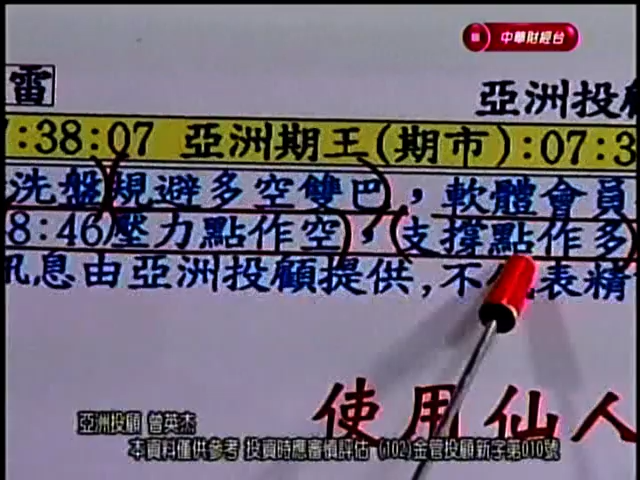 中華財經台
雷
亞洲投顧
:38:07 亞洲期王(期市):07:3
洗盤)(規避多空雙巴), 軟體會員
8:46壓力點作空), (支撐點作多)
訊息由亞洲投顧提供, 不代表精
使用仙人
亞洲投顧 曾英杰
本資料僅供參考 投資時應審慎評估 (102)金管投顧新字第010號